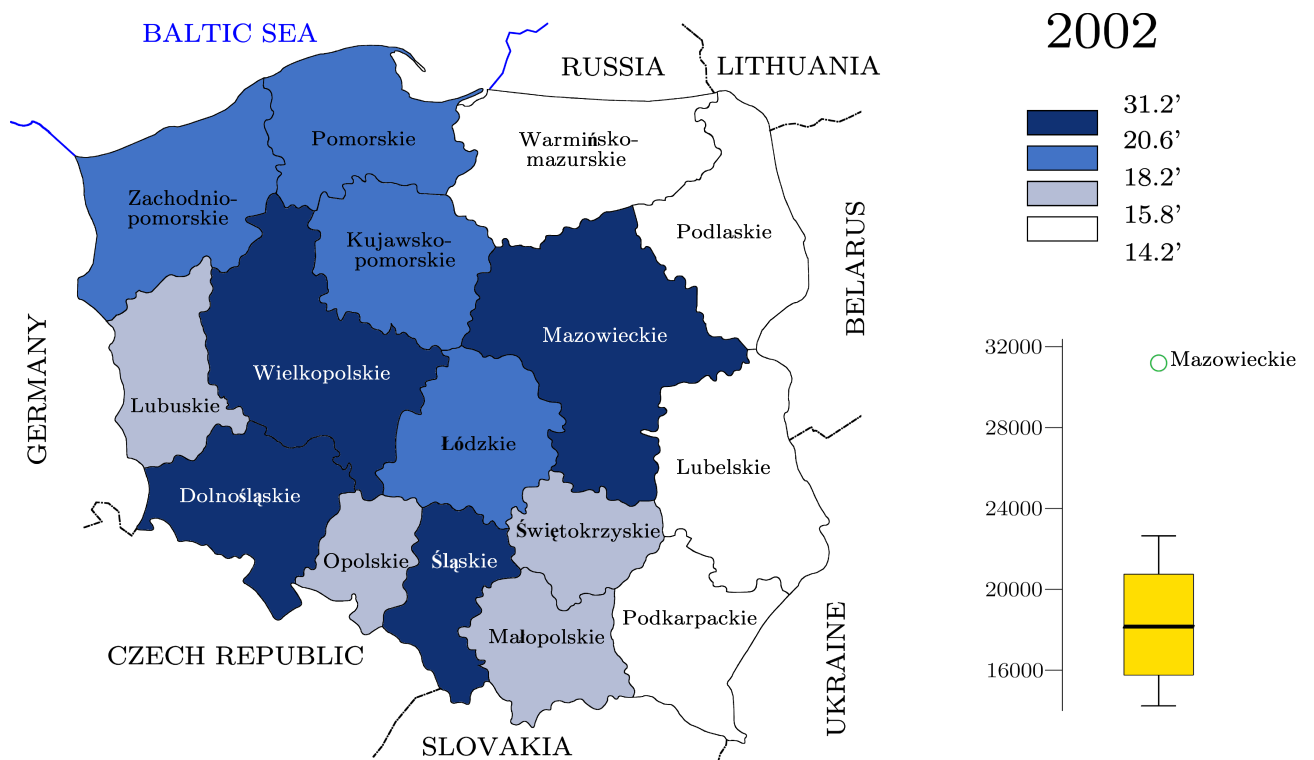 BALTIC SEA
RUSSIA
LITHUANIA
2002
Pomorskie
Warmińsko-
mazurskie
Zachodnio-
pomorskie
Kujawsko-
pomorskie
Podlaskie
BELARUS
GERMANY
Mazowieckie
Wielkopolskie
Lubuskie
Łódzkie
Lubelskie
Dolnośląskie
Świętokrzyskie
Opolskie
Śląskie
Podkarpackie
Małopolskie
CZECH REPUBLIC
UKRAINE
SLOVAKIA
31.2’
20.6’
18.2’
15.8’
14.2’
32000
Mazowieckie
28000
24000
20000
16000